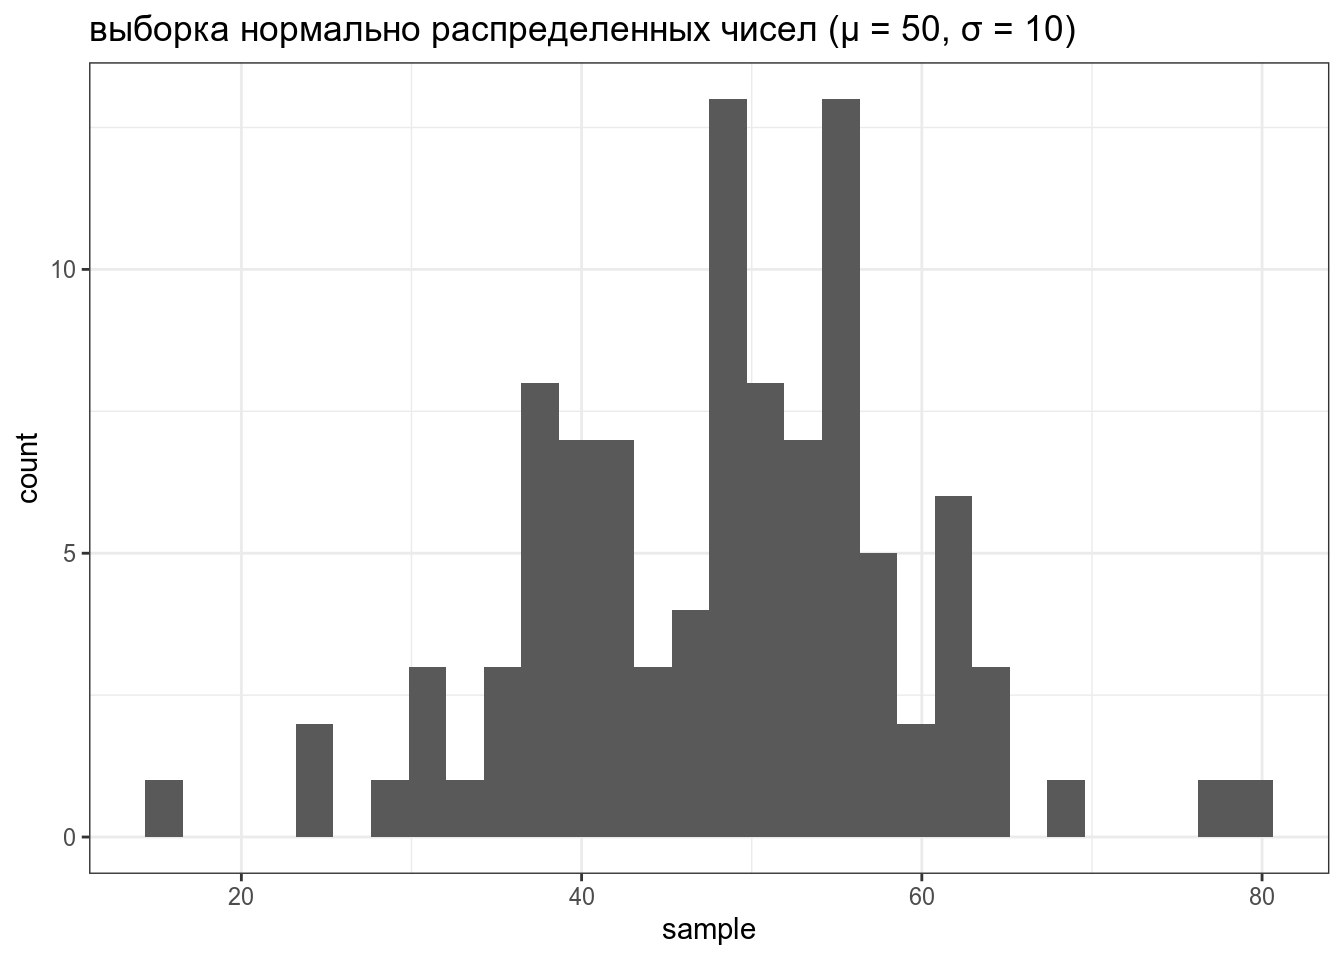 выборка нормально распределенных чисел (μ = 50, σ = 10)
10
5
0
count
20 40 60 80
sample